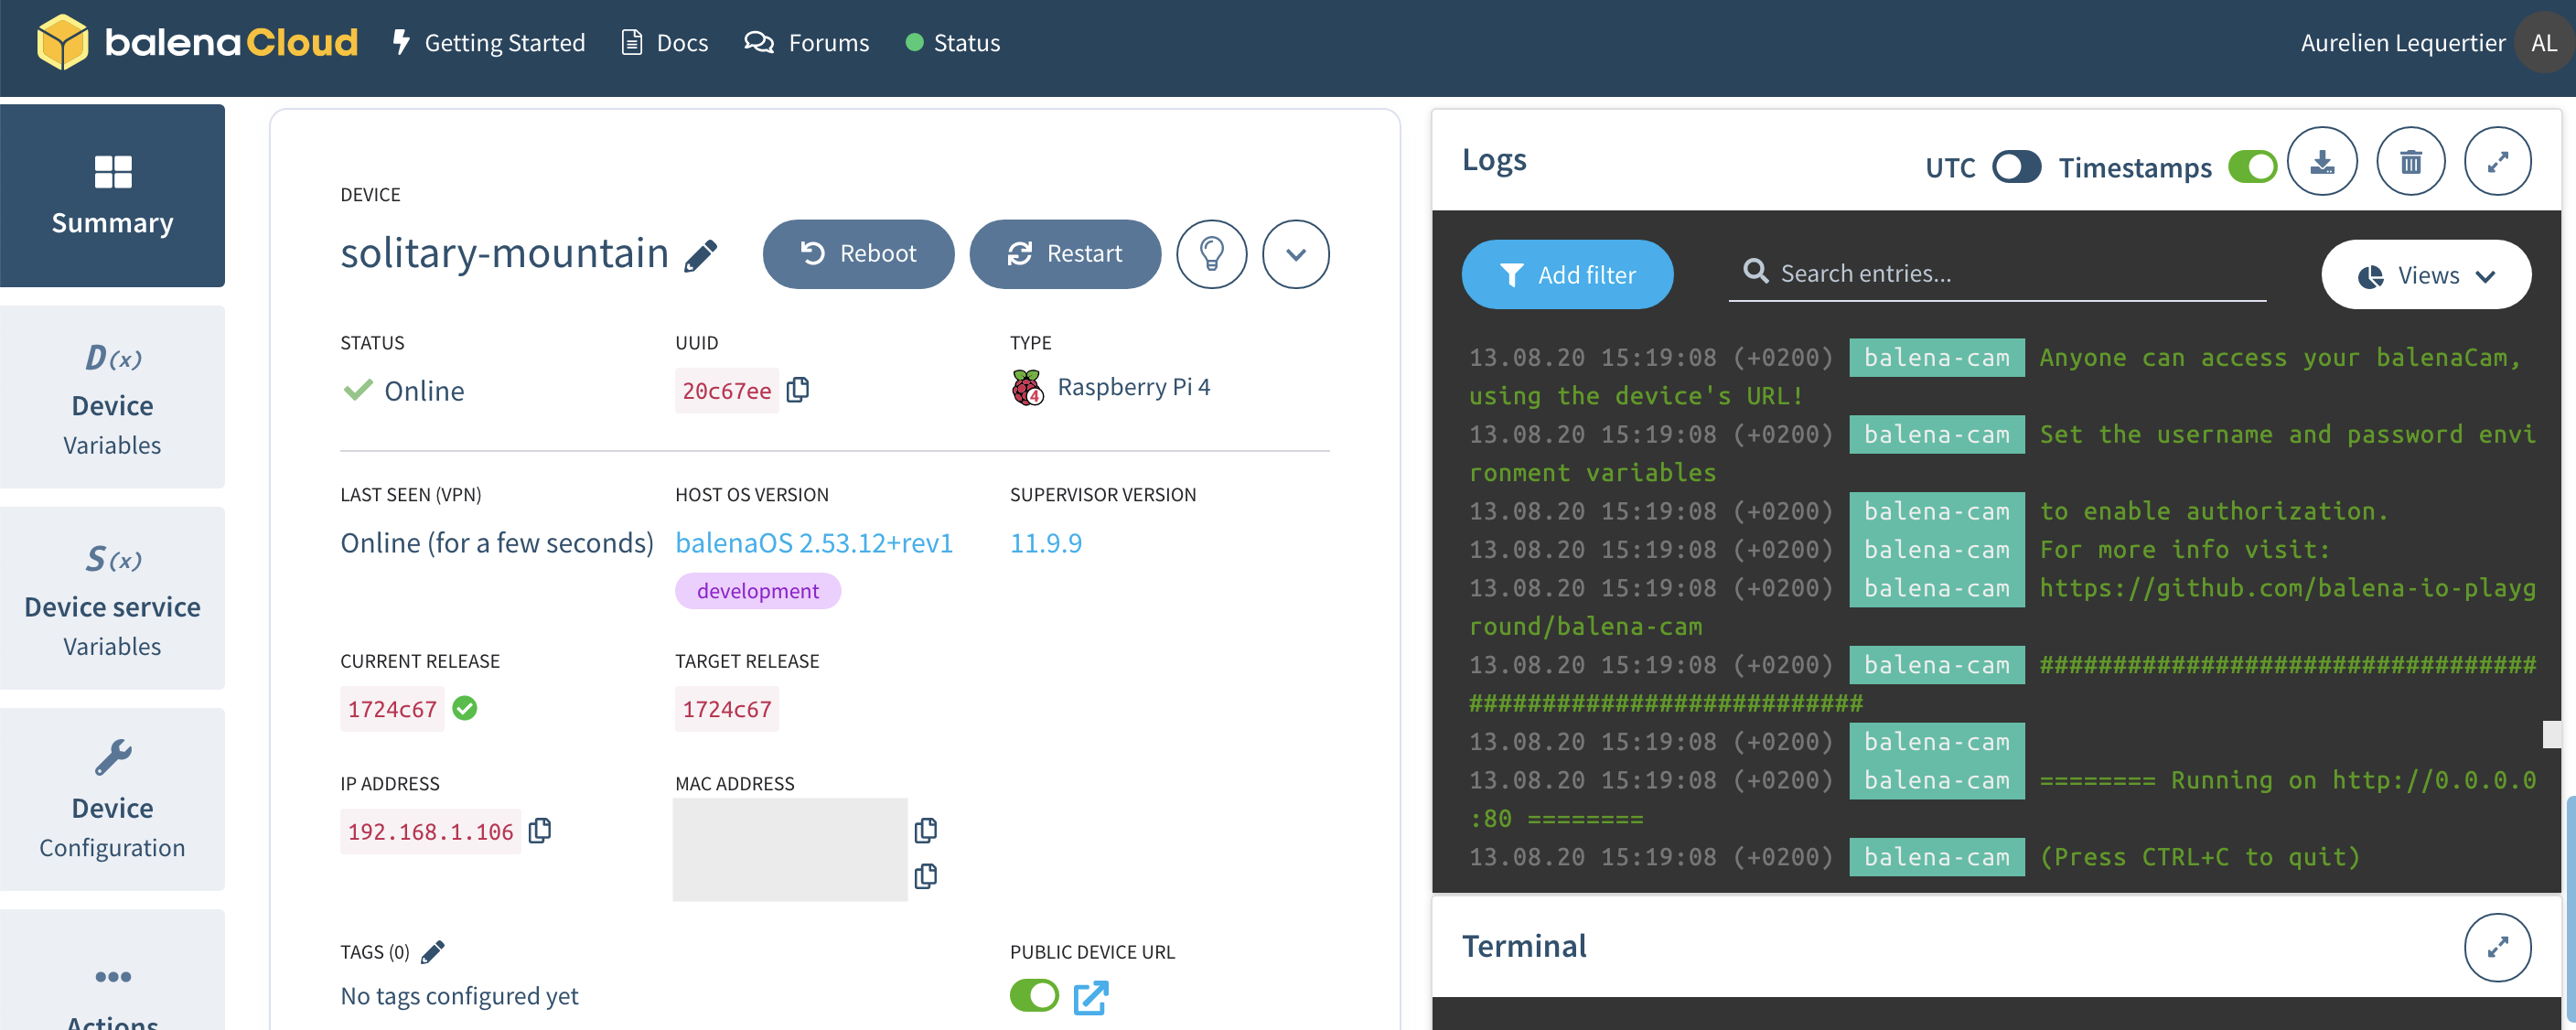 balenaCloud Getting Started Docs Forums Status Aurelien Lequertier AL
Summary
D(x)
Device
Variables
S(x)
Device service
Variables
Device
Configuration
Actions
DEVICE
solitary-mountain Reboot Restart
STATUS UUID TYPE
Online 20c67ee 4 Raspberry Pi 4
LAST SEEN (VPN) HOST OS VERSION SUPERVISOR VERSION
Online (for a few seconds) balenaOS 2.53.12+rev1 11.9.9
development
CURRENT RELEASE TARGET RELEASE
1724c67 1724c67
IP ADDRESS MAC ADDRESS
192.168.1.106
TAGS (0) PUBLIC DEVICE URL
No tags configured yet
Logs UTC Timestamps
Add filter Search entries... Views
13.08.20 15:19:08 (+0200) balena-cam Anyone can access your balenaCam,
using the device's URL!
13.08.20 15:19:08 (+0200) balena-cam Set the username and password envi
ronment variables
13.08.20 15:19:08 (+0200) balena-cam to enable authorization.
13.08.20 15:19:08 (+0200) balena-cam For more info visit:
13.08.20 15:19:08 (+0200) balena-cam https://github.com/balena-io-playg
round/balena-cam
13.08.20 15:19:08 (+0200) balena-cam ##################################
###########################
13.08.20 15:19:08 (+0200) balena-cam
13.08.20 15:19:08 (+0200) balena-cam ======== Running on http://0.0.0.0
:80 ========
13.08.20 15:19:08 (+0200) balena-cam (Press CTRL+C to quit)
Terminal